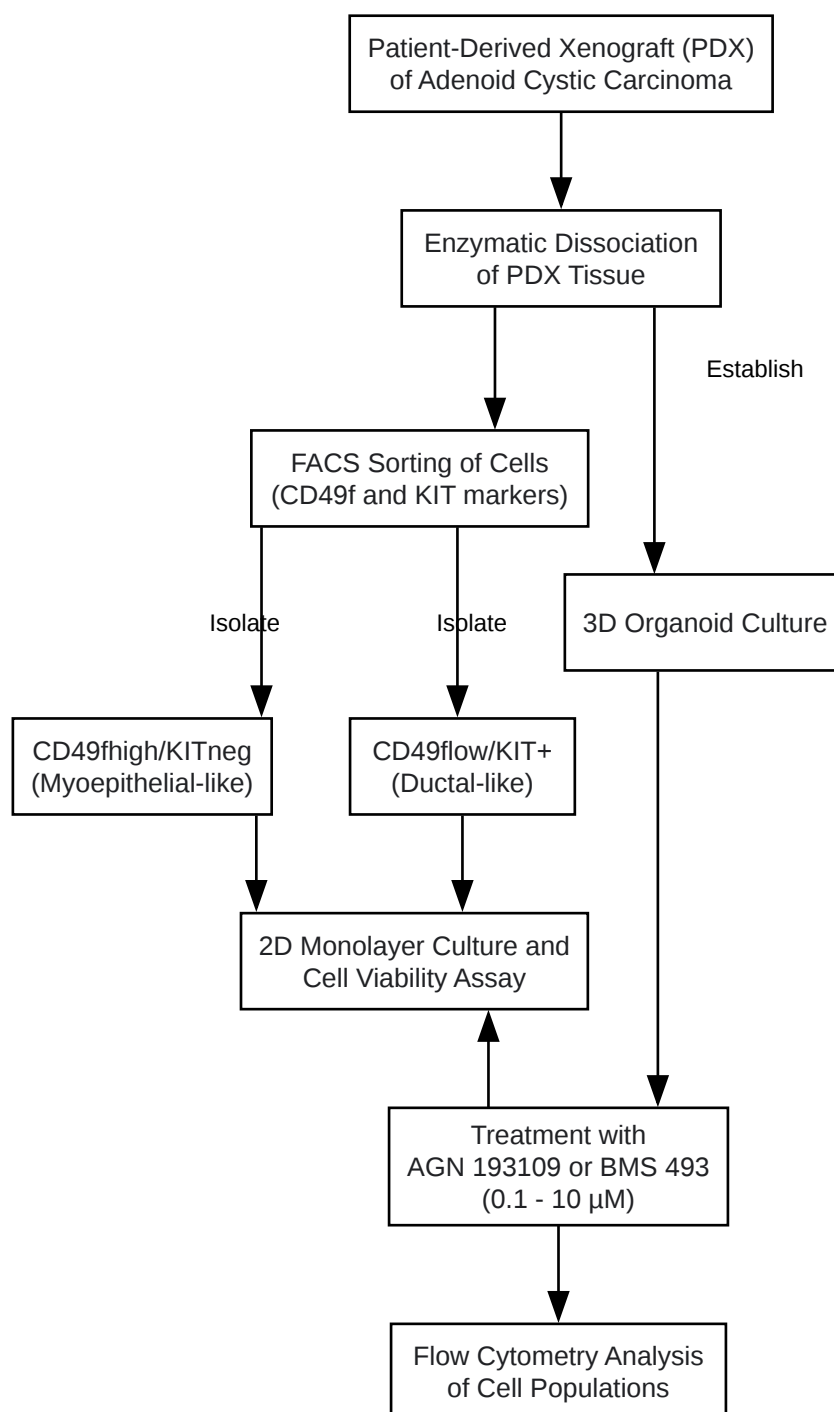 Patient-Derived Xenograft (PDX)
of Adenoid Cystic Carcinoma
Enzymatic Dissociation
of PDX Tissue
Establish
FACS Sorting of Cells
(CD49f and KIT markers)
Isolate
Isolate
3D Organoid Culture
CD49fhigh/KITneg
(Myoepithelial-like)
CD49flow/KIT+
(Ductal-like)
2D Monolayer Culture and
Cell Viability Assay
Treatment with
AGN 193109 or BMS 493
(0.1 - 10 µM)
Flow Cytometry Analysis
of Cell Populations